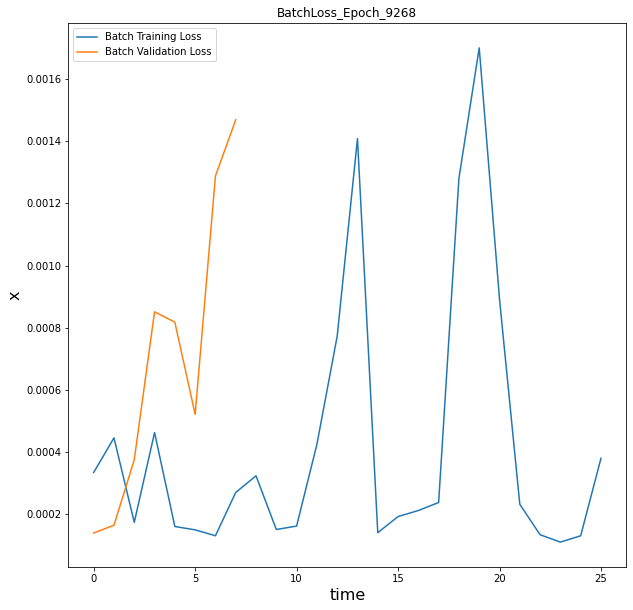 BatchLoss_Epoch_9268
Batch Training Loss
Batch Validation Loss
0.0016
0.0014
0.0012
0.0010
0.0008
0.0006
0.0004
0.0002
x
0 5 10 15 20 25
time